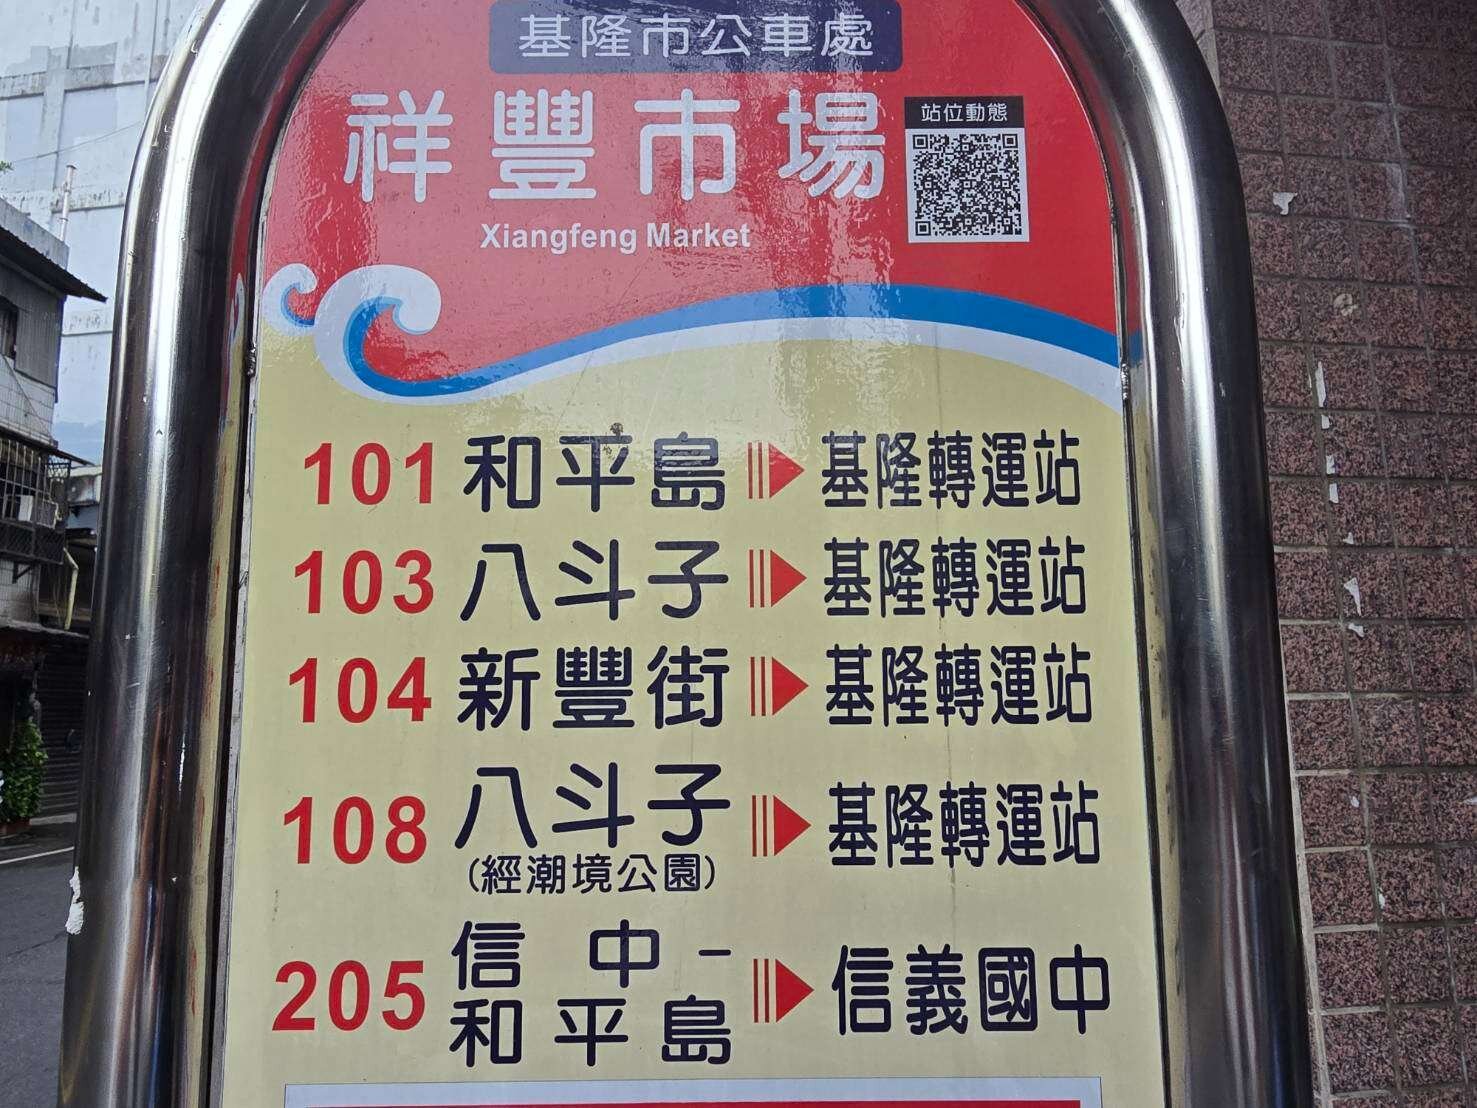 基隆市公車處
祥豐市場
站位動態
Xiangfeng Market
101 和平島 基隆轉運站
103 八斗子 基隆轉運站
104 新豐街 基隆轉運站
108 八斗子 基隆轉運站
(經潮境公園)
205 信中- 信義國中
和平島